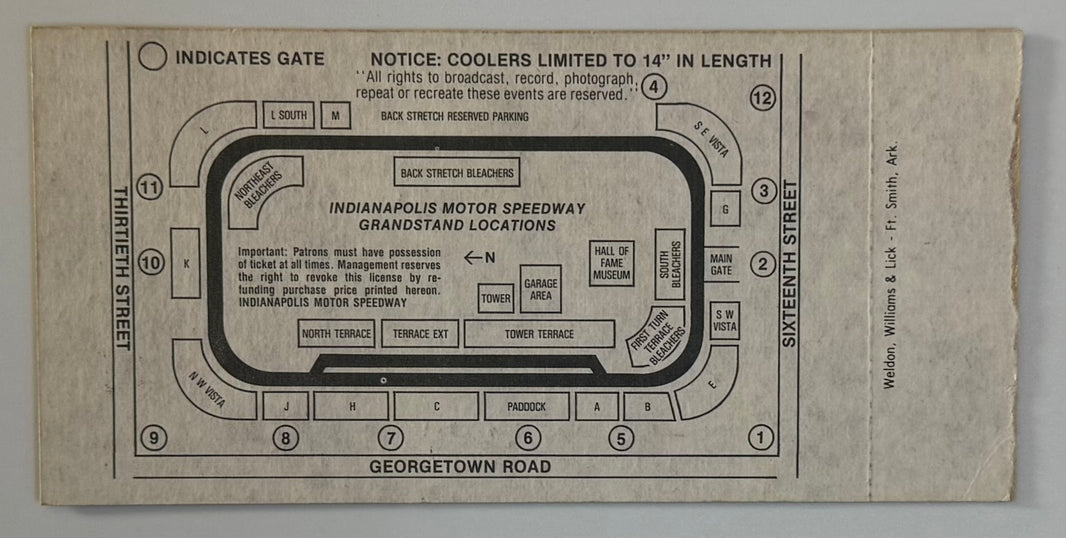 INDICATES GATE
NOTICE: COOLERS LIMITED TO 14” IN LENGTH
"All rights to broadcast, record, photograph,
repeat or recreate these events are reserved."
4
12
L
L SOUTH
M
BACK STRETCH RESERVED PARKING
S E VISTA
11
NORTHEAST
BLEACHERS
BACK STRETCH BLEACHERS
3
G
INDIANAPOLIS MOTOR SPEEDWAY
GRANDSTAND LOCATIONS
THIRTIETH STREET
SIXTEENTH STREET
10
K
Important: Patrons must have possession
of ticket at all times. Management reserves
the right to revoke this license by re-
funding purchase price printed hereon.
INDIANAPOLIS MOTOR SPEEDWAY
←N
HALL OF
FAME
MUSEUM
SOUTH
BLEACHERS
MAIN
GATE
2
TOWER
GARAGE
AREA
S W
VISTA
NORTH TERRACE
TERRACE EXT
TOWER TERRACE
FIRST TURN
TERRACE
BLEACHERS
N W VISTA
J
H
C
PADDOCK
A
B
E
9
8
7
6
5
1
GEORGETOWN ROAD
Weldon, Williams & Lick - Ft. Smith, Ark.